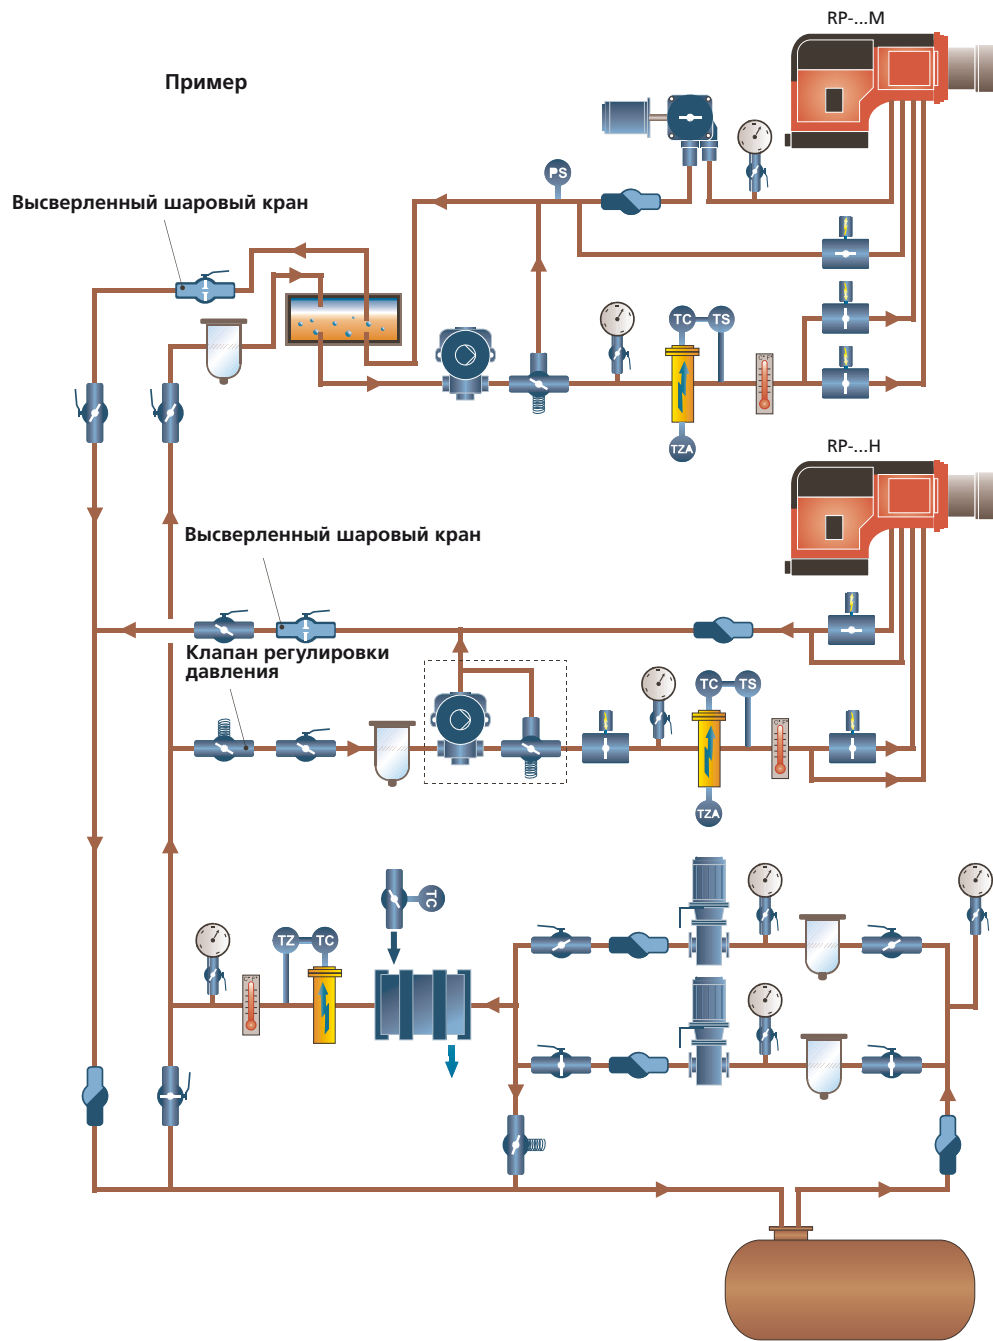 RP-...M
Пример
PS
Высверленный шаровый кран
TC
TS
TZA
RP-...H
Высверленный шаровый кран
Клапан регулировки
давления
TC
TS
TZA
TC
TZ
TC